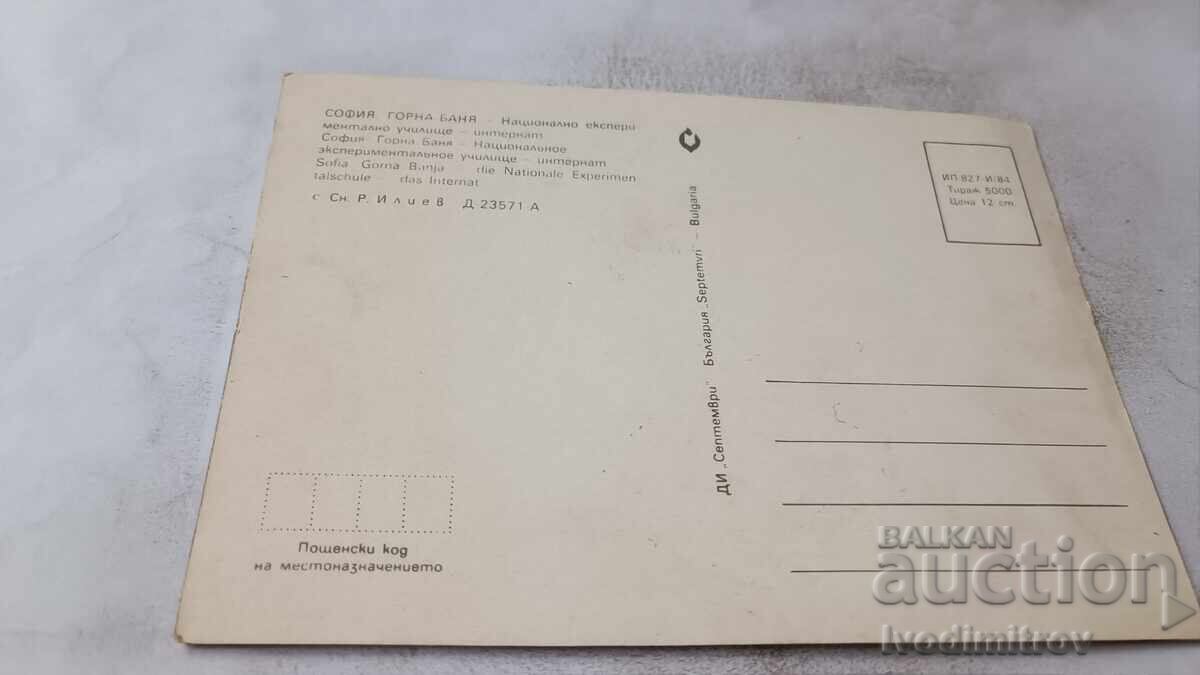 СОФИЯ ГОРНА БАНЯ – Национално експери
ментално училище – интернат
София Горна Баня – Национальное
экспериментальное училище – интернат
Sofia Gorna Banja – die Nationale Experimen
talschule – das Internat
с Сн. Р. Илиев Д 23571 А
ДИ „Септември" България „Septemvri" – Bulgaria
ИП-827-И/84
Тираж 5000
Цена 12 ст.
Пощенски код
на местоназначението
BALKAN
auction
Ivodimitrov